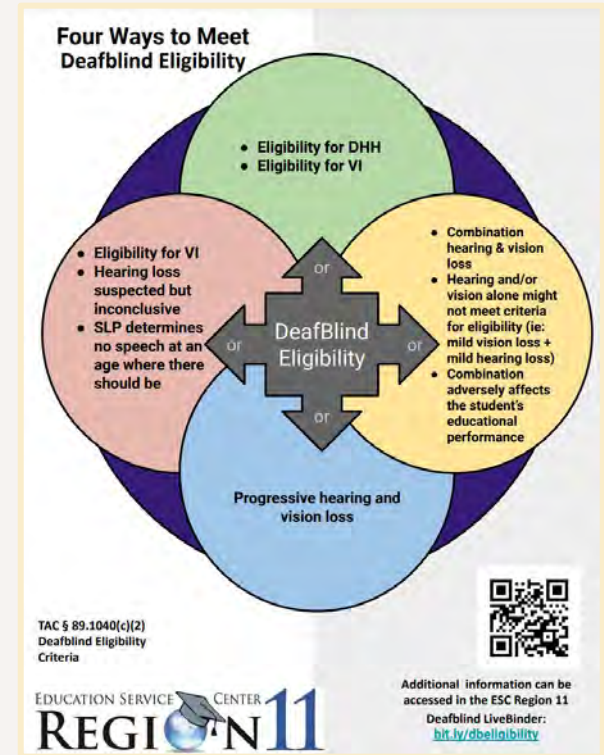 Four Ways to Meet
Deafblind Eligibility
● Eligibility for DHH
● Eligibility for VI
● Eligibility for VI
● Hearing loss
suspected but
inconclusive
● SLP determines
no speech at an
age where there
should be
or
or
DeafBlind
Eligibility
or
or
● Combination
hearing & vision
loss
● Hearing and/or
vision alone might
not meet criteria
for eligibility (ie:
mild vision loss +
mild hearing loss)
● Combination
adversely affects
the student's
educational
performance
Progressive hearing and
vision loss
TAC § 89.1040(c)(2)
Deafblind Eligibility
Criteria
EDUCATION SERVICE CENTER
REGION 11
Additional information can be
accessed in the ESC Region 11
Deafblind LiveBinder:
bit.ly/dbeligibility